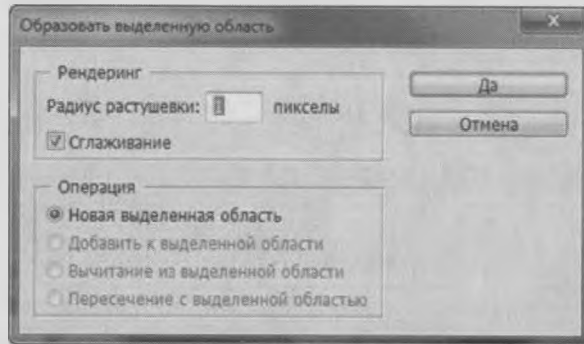 Образовать выделенную область
Рендеринг
Радиус растушевки: пикселы
Сглаживание
Операция
Новая выделенная область
Добавить к выделенной области
Вычитание из выделенной области
Пересечение с выделенной областью
Да
Отмена